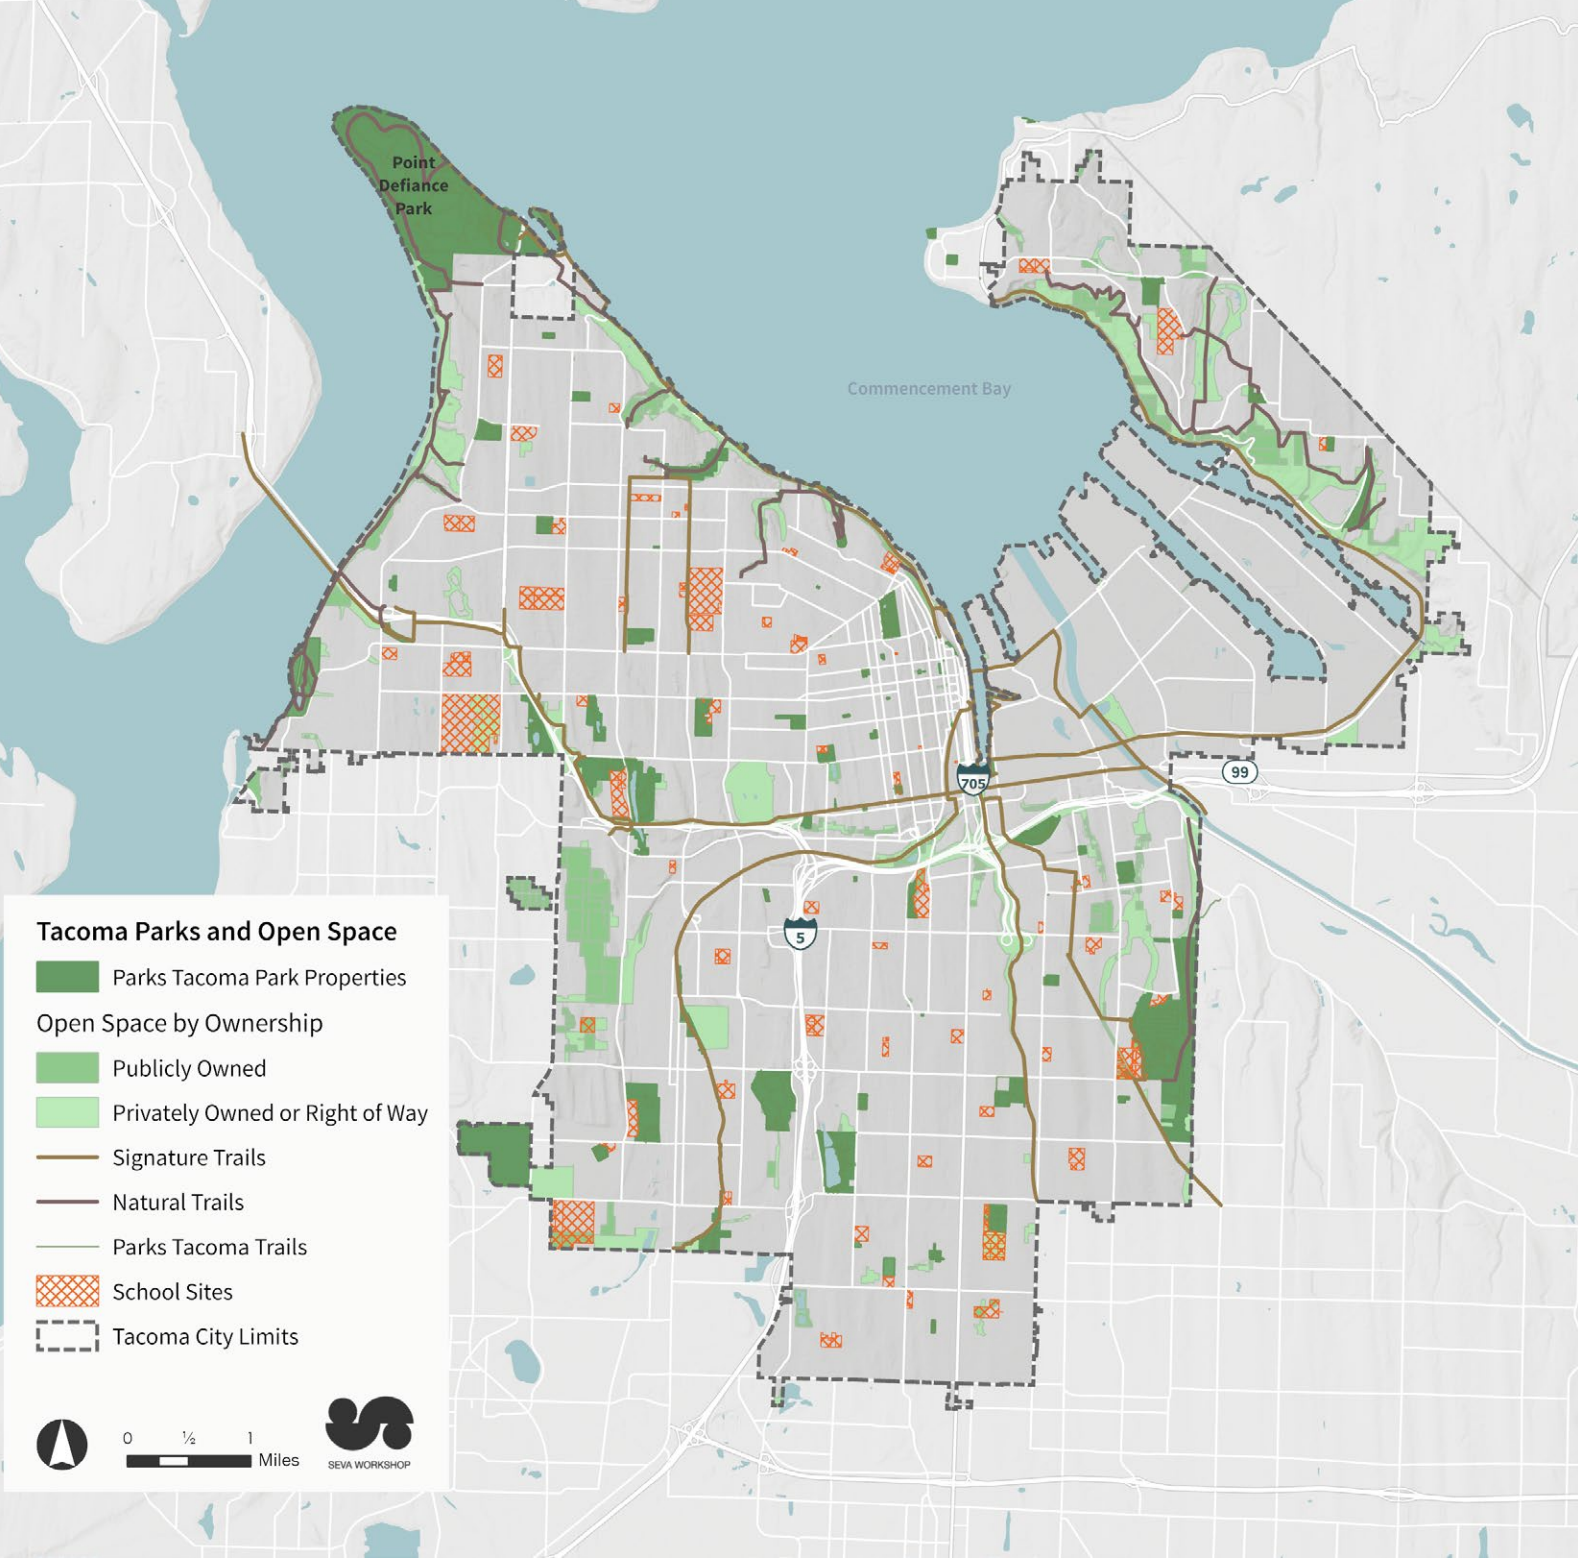 Point
Defiance
Park
Commencement Bay
705
99
5
Tacoma Parks and Open Space
Parks Tacoma Park Properties
Open Space by Ownership
Publicly Owned
Privately Owned or Right of Way
Signature Trails
Natural Trails
Parks Tacoma Trails
School Sites
Tacoma City Limits
0 ½ 1
Miles
SEVA WORKSHOP